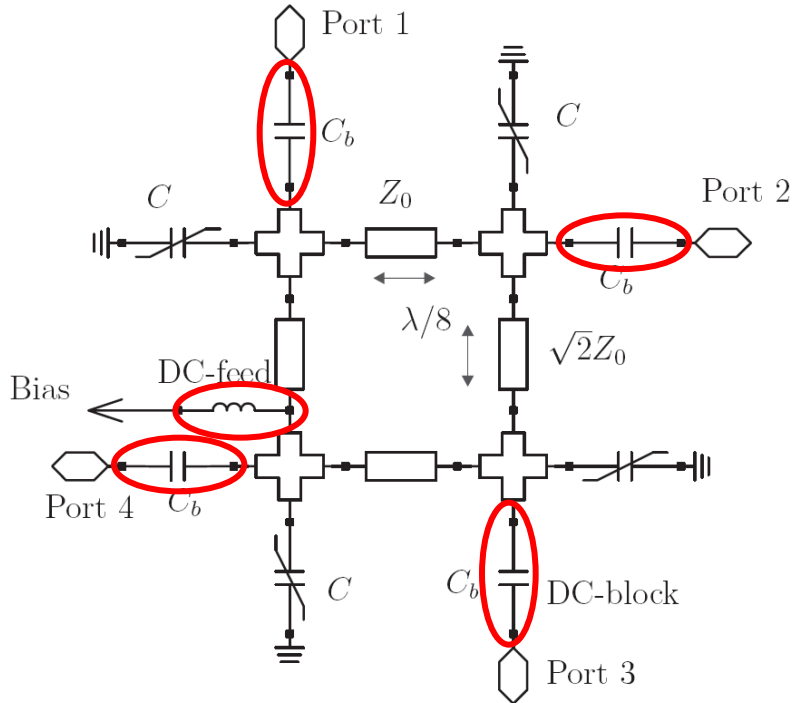 Port 1
C_b
C
C
Z_0
Port 2
C_b
λ/8
√2Z_0
DC-feed
Bias
Port 4
C_b
C
C_b
DC-block
Port 3